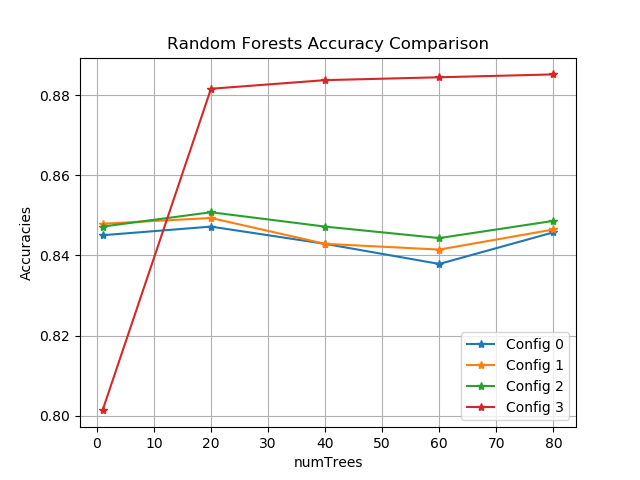 Random Forests Accuracy Comparison
Accuracies
0.88
0.86
0.84
0.82
0.80
0 10 20 30 40 50 60 70 80
numTrees
Config 0
Config 1
Config 2
Config 3